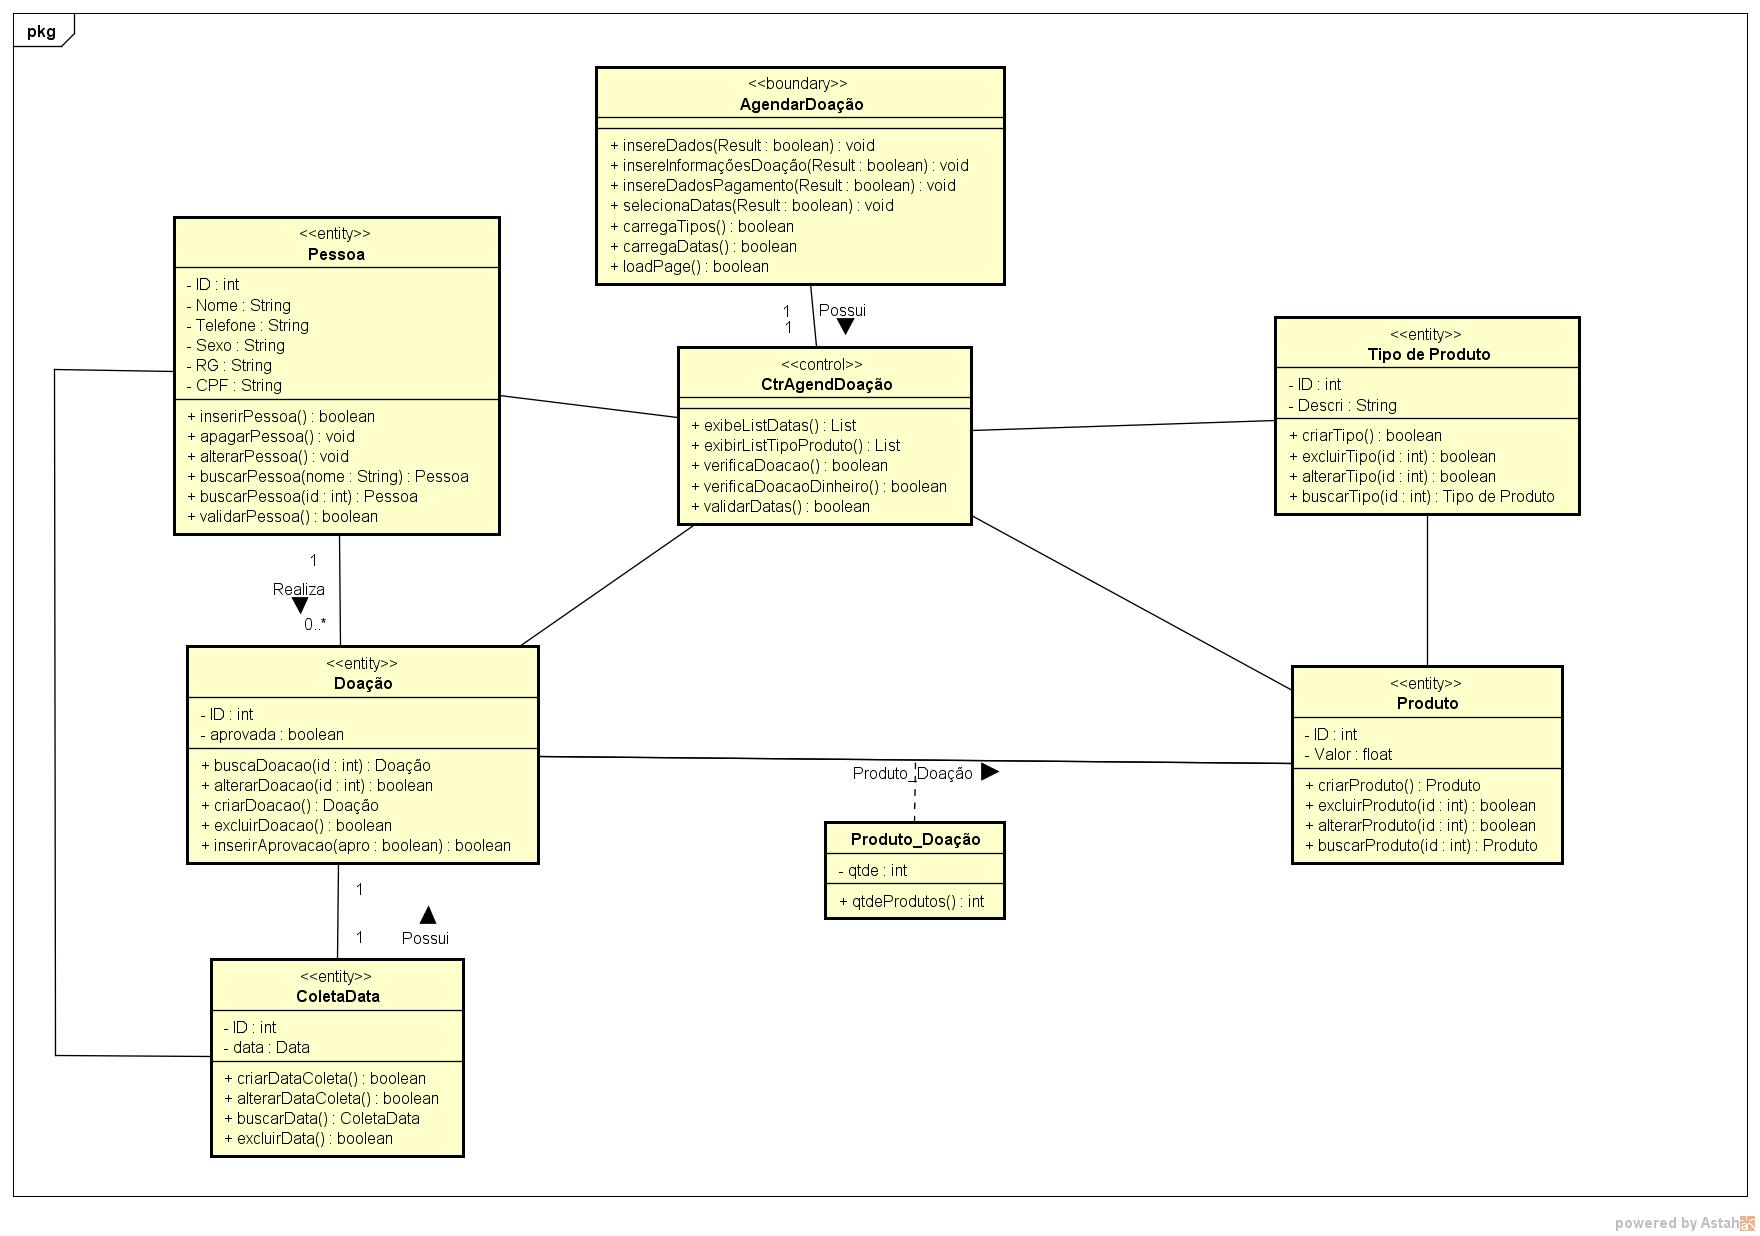 pkg
<<boundary>>
AgendarDoação
+ insereDados(Result : boolean) : void
+ insereInformaçõesDoação(Result : boolean) : void
+ insereDadosPagamento(Result : boolean) : void
+ selecionaDatas(Result : boolean) : void
+ carregaTipos() : boolean
+ carregaDatas() : boolean
+ loadPage() : boolean
<<entity>>
Pessoa
- ID : int
- Nome : String
- Telefone : String
- Sexo : String
- RG : String
- CPF : String
+ inserirPessoa() : boolean
+ apagarPessoa() : void
+ alterarPessoa() : void
+ buscarPessoa(nome : String) : Pessoa
+ buscarPessoa(id : int) : Pessoa
+ validarPessoa() : boolean
1
Possui
1
<<control>>
CtrAgendDoação
+ exibeListDatas() : List
+ exibirListTipoProduto() : List
+ verificaDoacao() : boolean
+ verificaDoacaoDinheiro() : boolean
+ validarDatas() : boolean
<<entity>>
Tipo de Produto
- ID : int
- Descri : String
+ criarTipo() : boolean
+ excluirTipo(id : int) : boolean
+ alterarTipo(id : int) : boolean
+ buscarTipo(id : int) : Tipo de Produto
1
Realiza
0..*
<<entity>>
Doação
- ID : int
- aprovada : boolean
+ buscaDoacao(id : int) : Doação
+ alterarDoacao(id : int) : boolean
+ criarDoacao() : Doação
+ excluirDoacao() : boolean
+ inserirAprovacao(apro : boolean) : boolean
<<entity>>
Produto
- ID : int
- Valor : float
+ criarProduto() : Produto
+ excluirProduto(id : int) : boolean
+ alterarProduto(id : int) : boolean
+ buscarProduto(id : int) : Produto
Produto_Doação
Produto_Doação
- qtde : int
+ qtdeProdutos() : int
1
1
Possui
<<entity>>
ColetaData
- ID : int
- data : Data
+ criarDataColeta() : boolean
+ alterarDataColeta() : boolean
+ buscarData() : ColetaData
+ excluirData() : boolean
powered by Astah